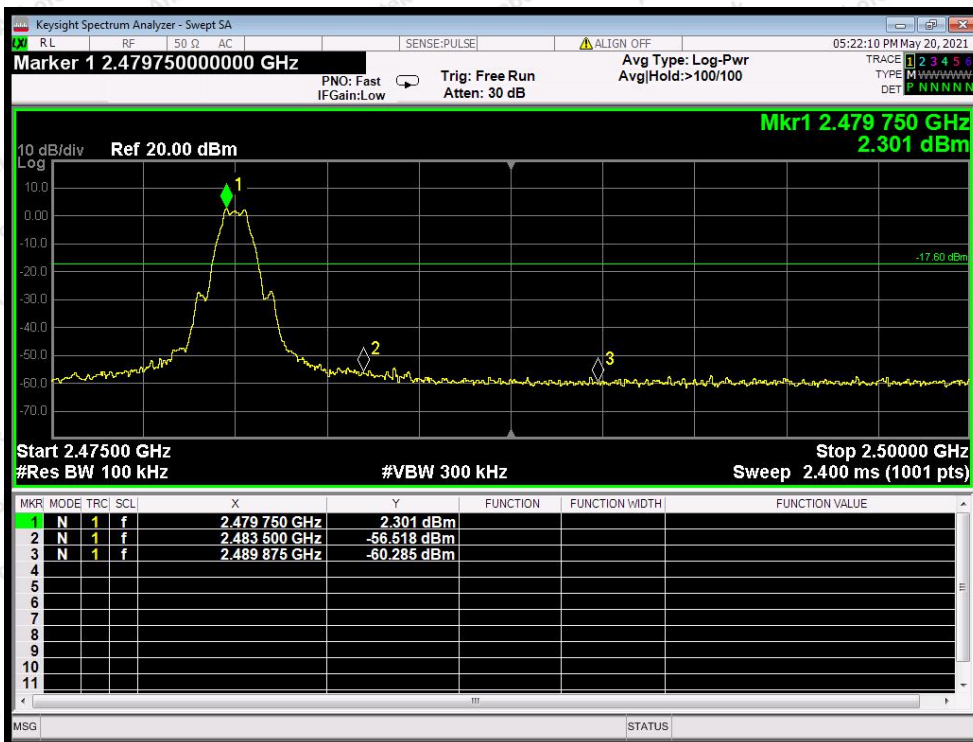 Keysight Spectrum Analyzer - Swept SA
LXI RL RF 50 Ω AC SENSE:PULSE ALIGN OFF 05:22:10 PM May 20, 2021
Marker 1 2.479750000000 GHz
PNO: Fast
IFGain:Low
Trig: Free Run
Atten: 30 dB
Avg Type: Log-Pwr
Avg|Hold:>100/100
TRACE 1 2 3 4 5 6
TYPE M WWWWW
DET P N N N N N
Mkr1 2.479 750 GHz
2.301 dBm
10 dB/div Ref 20.00 dBm
Log
10.0
0.00
-10.0
-20.0
-30.0
-40.0
-50.0
-60.0
-70.0
1
2
3
-17.60 dBm
Start 2.47500 GHz Stop 2.50000 GHz
#Res BW 100 kHz #VBW 300 kHz Sweep 2.400 ms (1001 pts)
MKR MODE TRC SCL X Y FUNCTION FUNCTION WIDTH FUNCTION VALUE
1 N 1 f 2.479 750 GHz 2.301 dBm
2 N 1 f 2.483 500 GHz -56.518 dBm
3 N 1 f 2.489 875 GHz -60.285 dBm
4
5
6
7
8
9
10
11
MSG STATUS